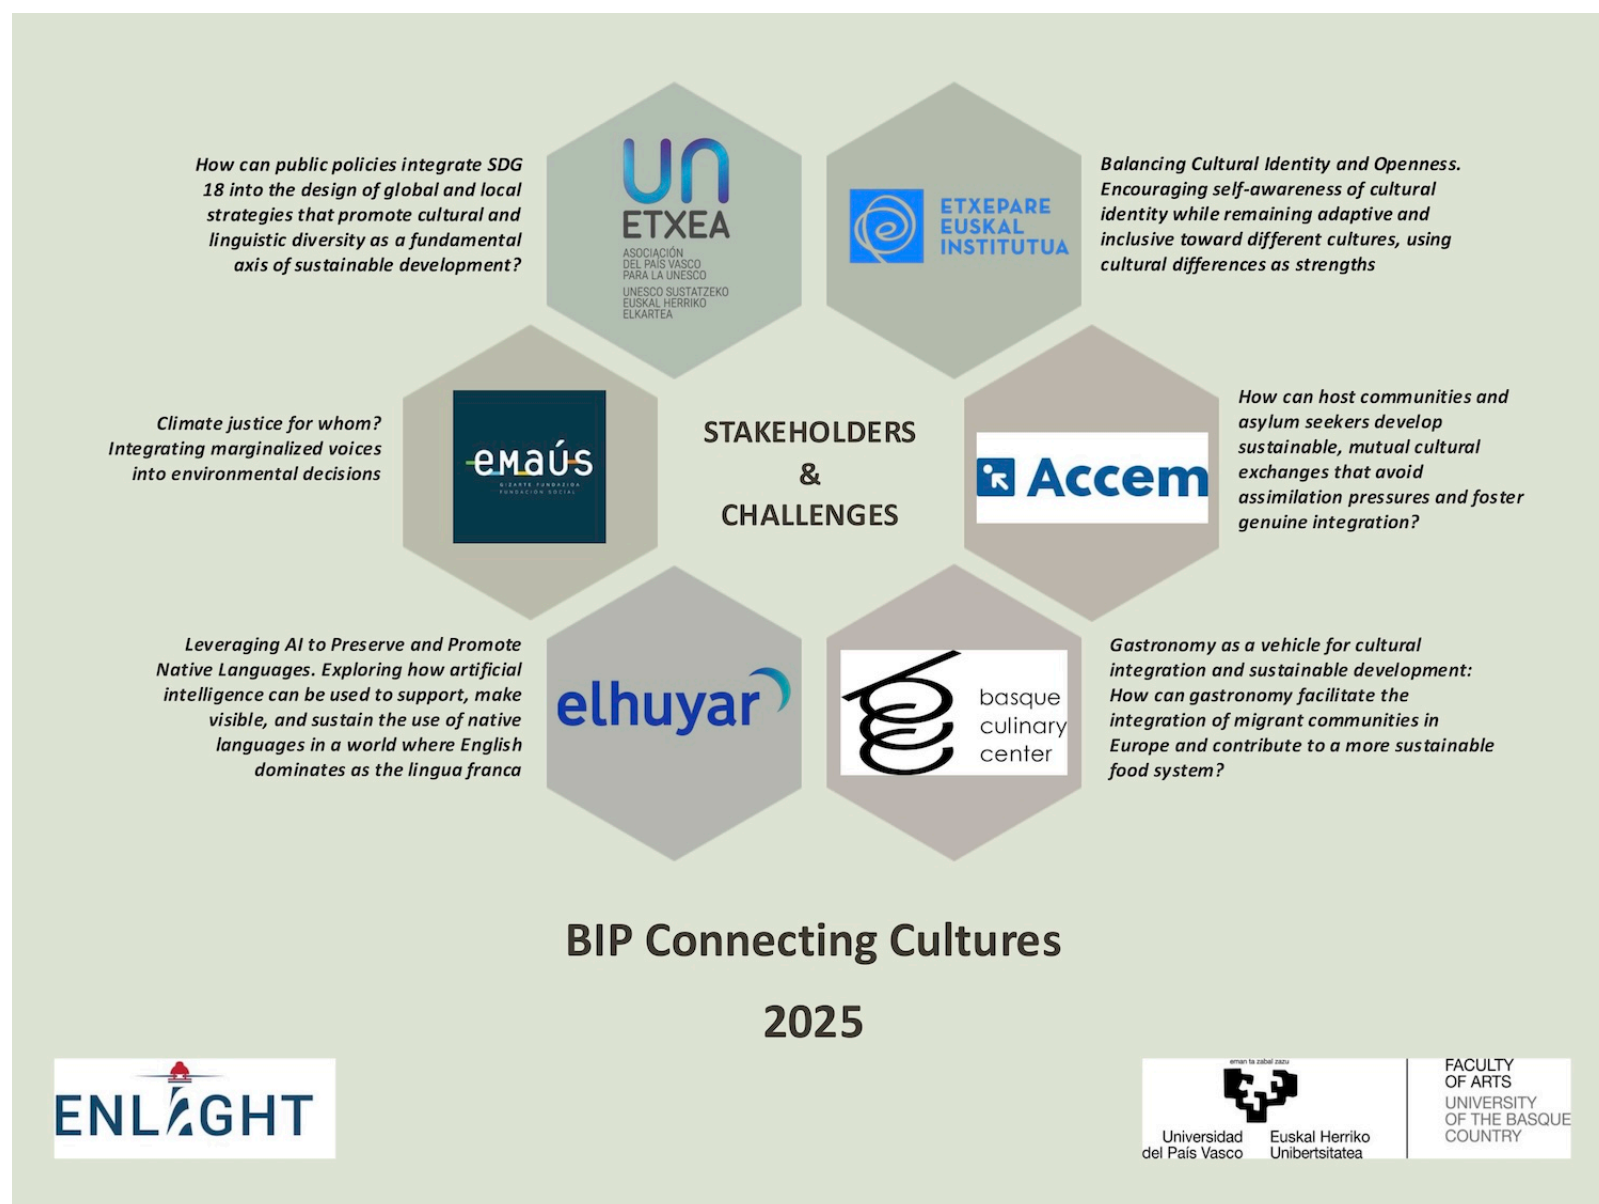 How can public policies integrate SDG
18 into the design of global and local
strategies that promote cultural and
linguistic diversity as a fundamental
axis of sustainable development?
un
ETXEA
ASOCIACIÓN
DEL PAÍS VASCO
PARA LA UNESCO
UNESCO SUSTATZEKO
EUSKAL HERRIKO
ELKARTEA
ETXEPARE
EUSKAL
INSTITUTUA
Balancing Cultural Identity and Openness.
Encouraging self-awareness of cultural
identity while remaining adaptive and
inclusive toward different cultures, using
cultural differences as strengths
Climate justice for whom?
Integrating marginalized voices
into environmental decisions
emaús
GIZARTE FUNDAZIOA
FUNDACIÓN SOCIAL
STAKEHOLDERS
&
CHALLENGES
Accem
How can host communities and
asylum seekers develop
sustainable, mutual cultural
exchanges that avoid
assimilation pressures and foster
genuine integration?
Leveraging AI to Preserve and Promote
Native Languages. Exploring how artificial
intelligence can be used to support, make
visible, and sustain the use of native
languages in a world where English
dominates as the lingua franca
elhuyar
basque
culinary
center
Gastronomy as a vehicle for cultural
integration and sustainable development:
How can gastronomy facilitate the
integration of migrant communities in
Europe and contribute to a more sustainable
food system?
BIP Connecting Cultures
2025
ENLIGHT
eman ta zabal zazu
Universidad
del País Vasco
Euskal Herriko
Unibertsitatea
FACULTY
OF ARTS
UNIVERSITY
OF THE BASQUE
COUNTRY